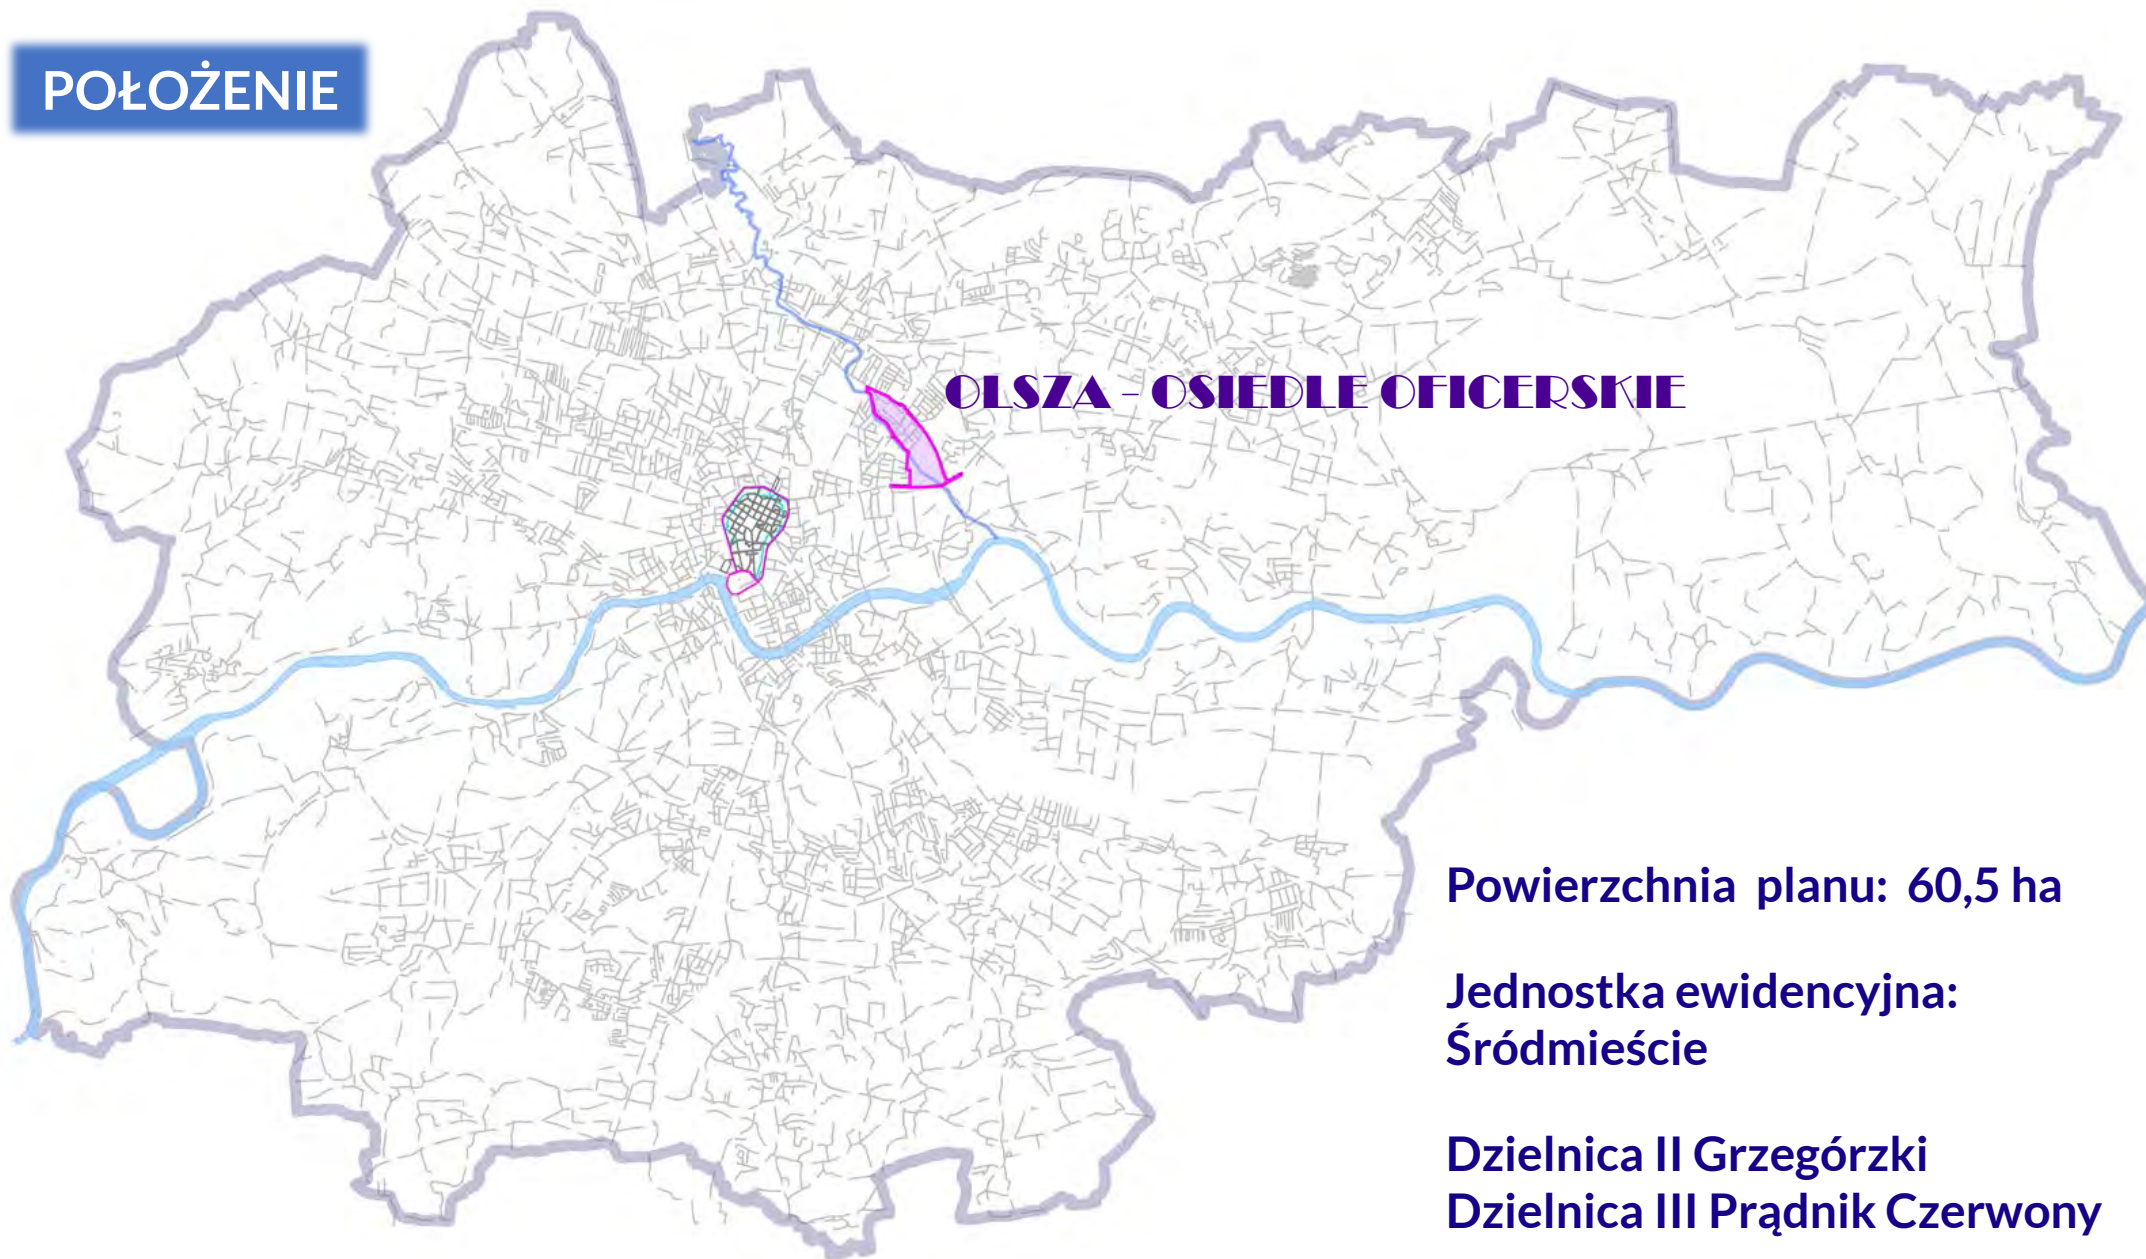 POŁOŻENIE
OLSZA - OSIEDLE OFICERSKIE
Powierzchnia planu: 60,5 ha
Jednostka ewidencyjna:
Śródmieście
Dzielnica II Grzegórzki
Dzielnica III Prądnik Czerwony